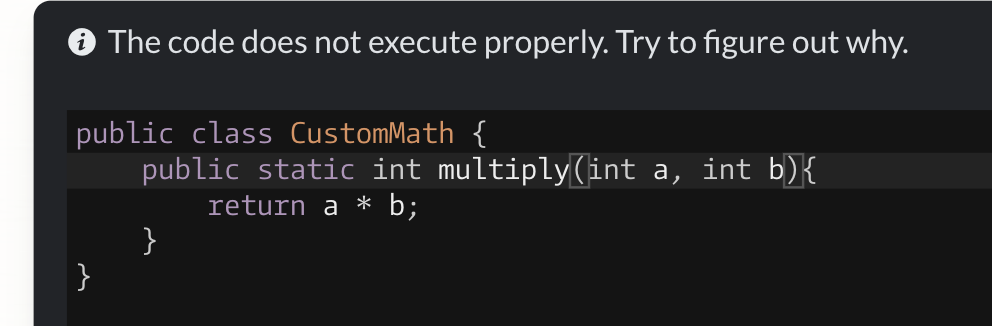 The code does not execute properly. Try to figure out why.
public class CustomMath {
    public static int multiply(int a, int b){
        return a * b;
    }
}